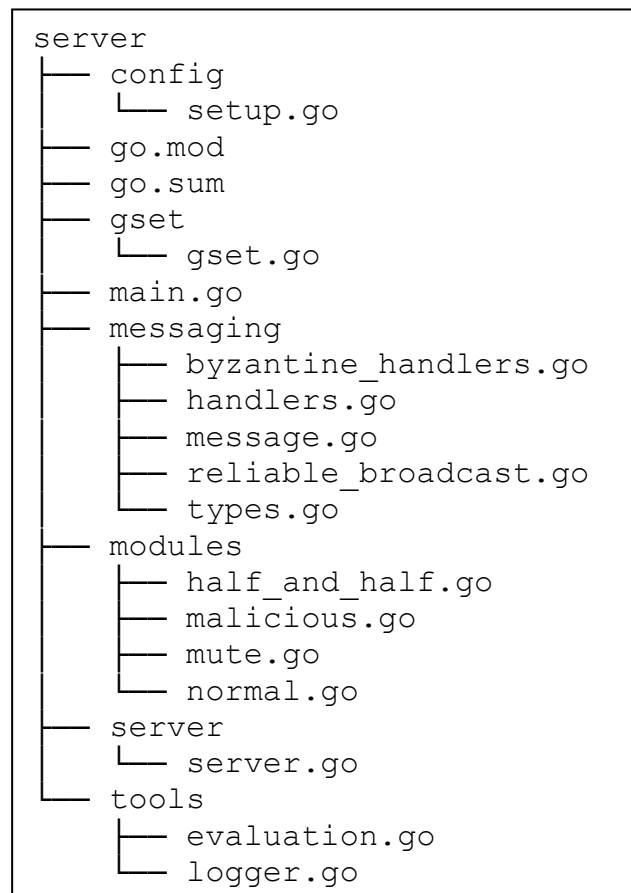 server
├── config
│   └── setup.go
├── go.mod
├── go.sum
├── gset
│   └── gset.go
├── main.go
├── messaging
│   ├── byzantine_handlers.go
│   ├── handlers.go
│   ├── message.go
│   ├── reliable_broadcast.go
│   └── types.go
├── modules
│   ├── half_and_half.go
│   ├── malicious.go
│   ├── mute.go
│   └── normal.go
├── server
│   └── server.go
└── tools
    ├── evaluation.go
    ├── logger.go